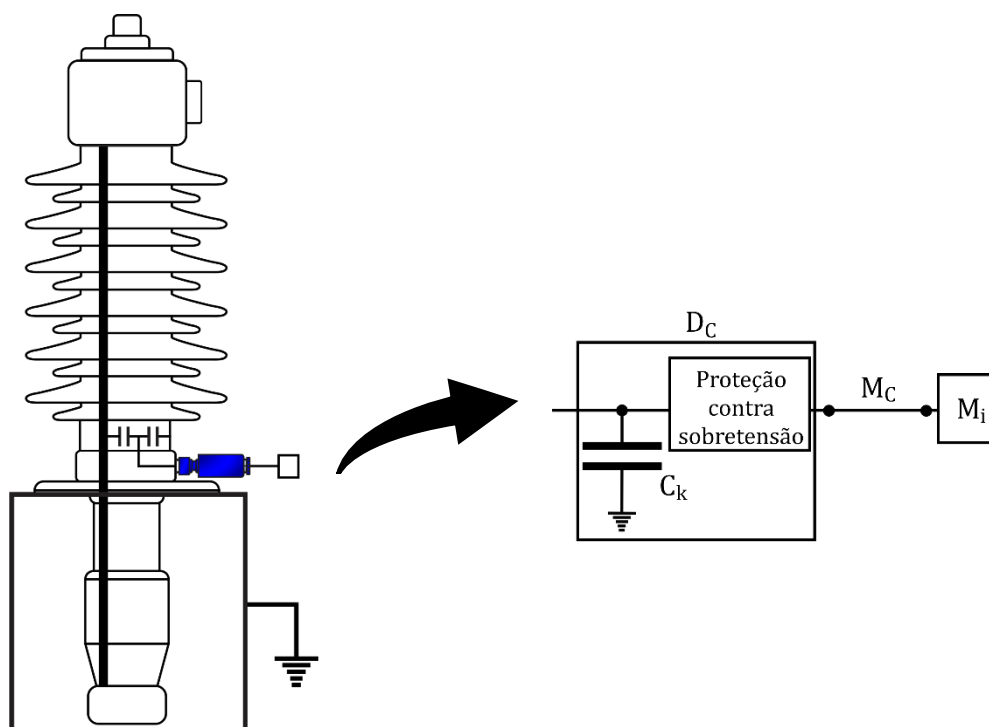 D_C
Proteção
contra
sobretensão
M_C
M_i
C_k